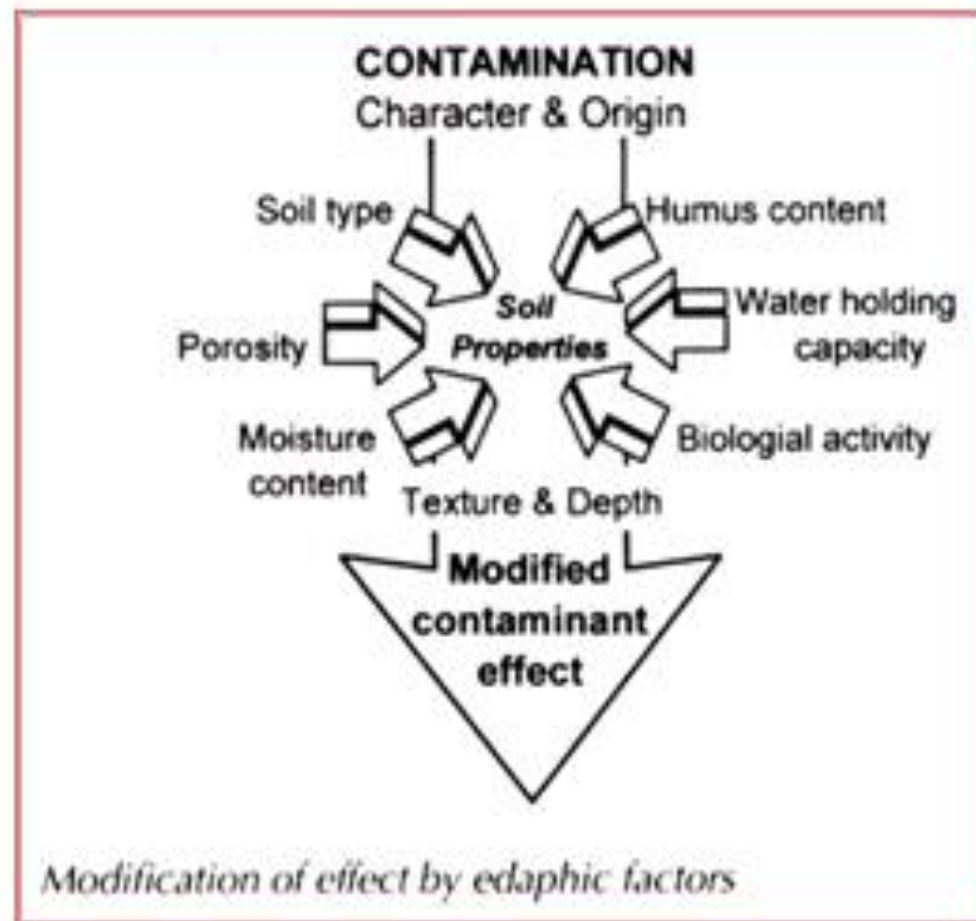 CONTAMINATION
Character & Origin
Soil type
Humus content
Soil
Properties
Porosity
Water holding
capacity
Moisture
content
Biologial activity
Texture & Depth
Modified
contaminant
effect
Modification of effect by edaphic factors